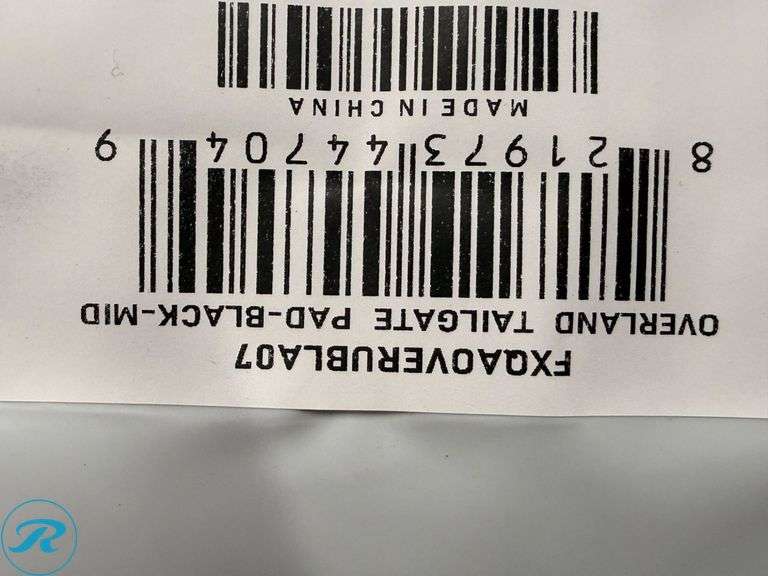 FXQAOVERUBLA07
OVERLAND TAILGATE PAD-BLACK-MID
8 21973 44704 9
MADE IN CHINA
R